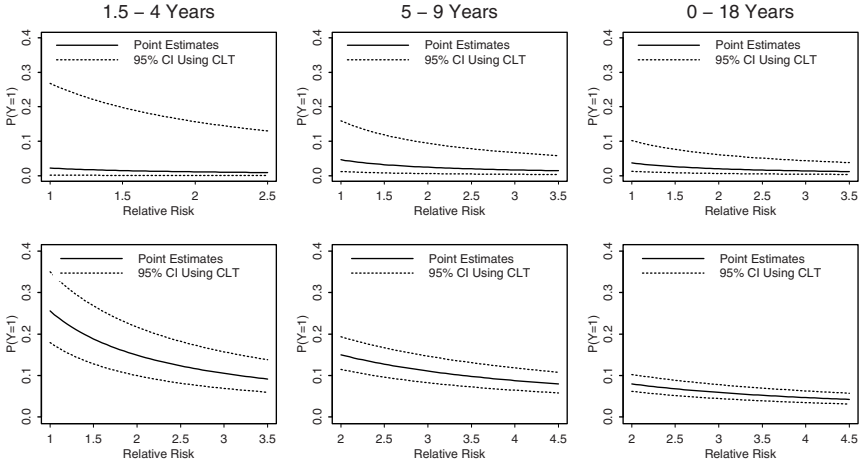 1.5 – 4 Years
5 – 9 Years
0 – 18 Years
P(Y=1)
0.0 0.1 0.2 0.3 0.4
Point Estimates
95% CI Using CLT
1 1.5 2 2.5
Relative Risk
P(Y=1)
0.0 0.1 0.2 0.3 0.4
Point Estimates
95% CI Using CLT
1 1.5 2 2.5 3 3.5
Relative Risk
P(Y=1)
0.0 0.1 0.2 0.3 0.4
Point Estimates
95% CI Using CLT
1 1.5 2 2.5 3 3.5
Relative Risk
P(Y=1)
0.0 0.1 0.2 0.3 0.4
Point Estimates
95% CI Using CLT
1 1.5 2 2.5 3 3.5
Relative Risk
P(Y=1)
0.0 0.1 0.2 0.3 0.4
Point Estimates
95% CI Using CLT
2 2.5 3 3.5 4 4.5
Relative Risk
P(Y=1)
0.0 0.1 0.2 0.3 0.4
Point Estimates
95% CI Using CLT
2 2.5 3 3.5 4 4.5
Relative Risk